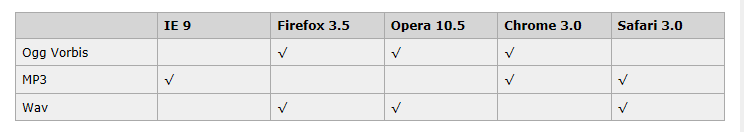 IE 9 Firefox 3.5 Opera 10.5 Chrome 3.0 Safari 3.0
Ogg Vorbis √ √ √
MP3 √ √ √
Wav √ √ √